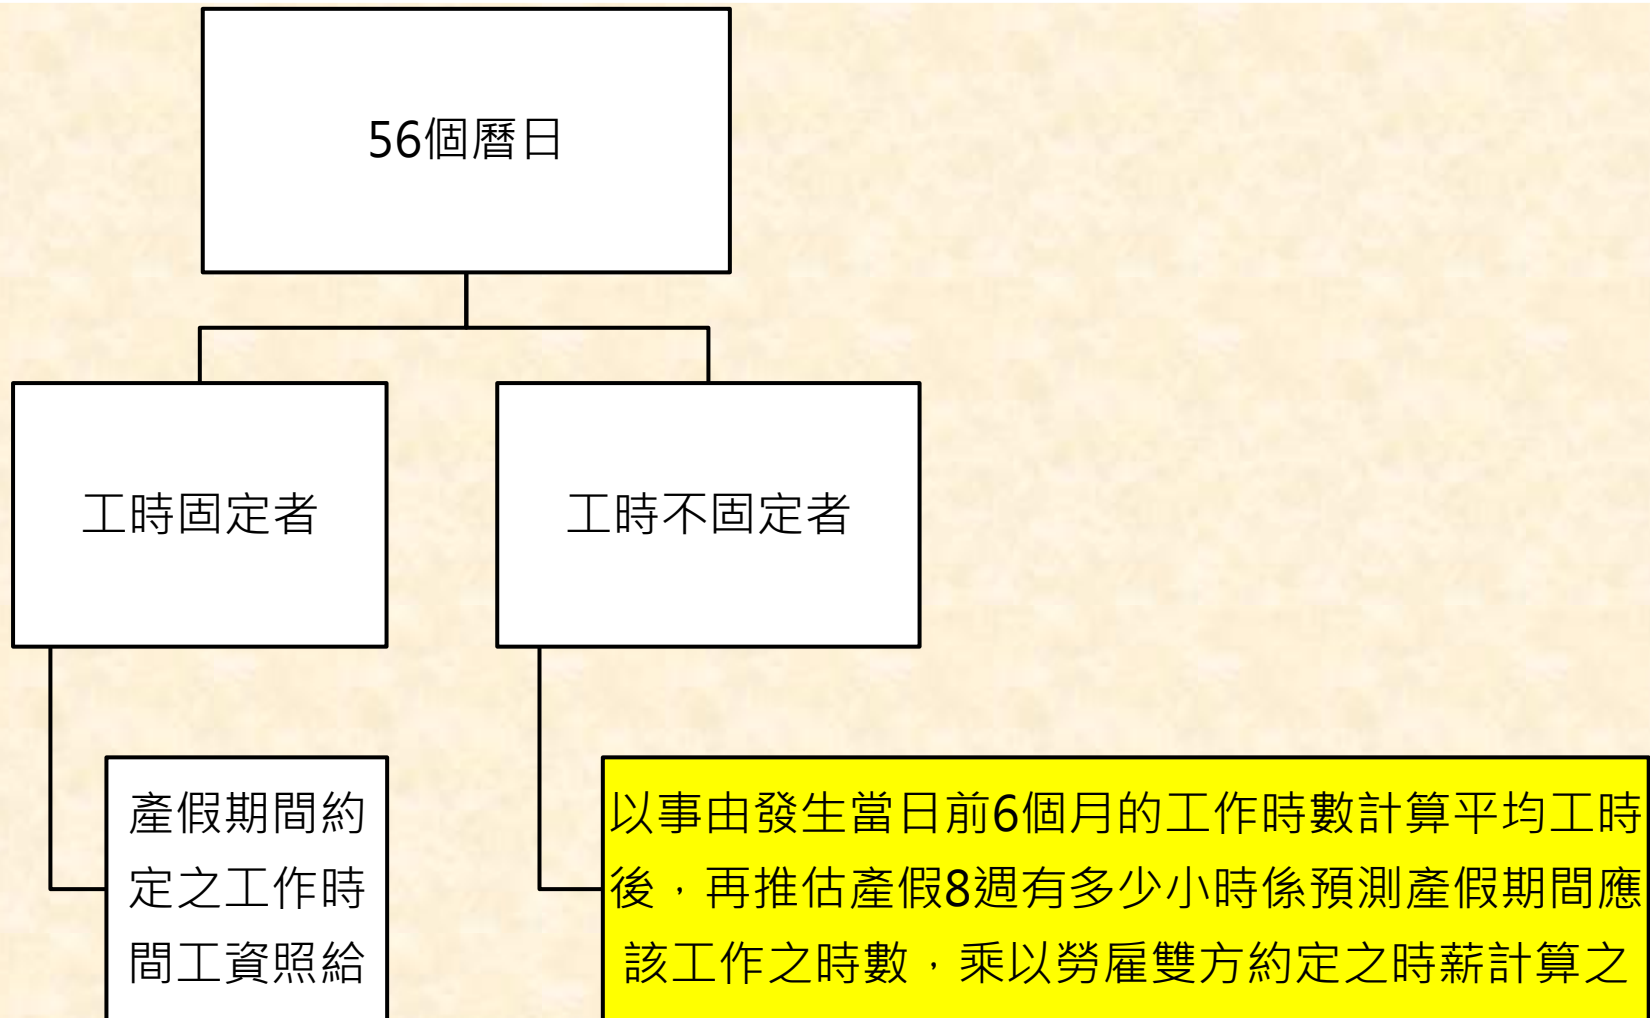 56個曆日
工時固定者
工時不固定者
產假期間約
定之工作時
間工資照給
以事由發生當日前6個月的工作時數計算平均工時
後，再推估產假8週有多少小時係預測產假期間應
該工作之時數，乘以勞雇雙方約定之時薪計算之